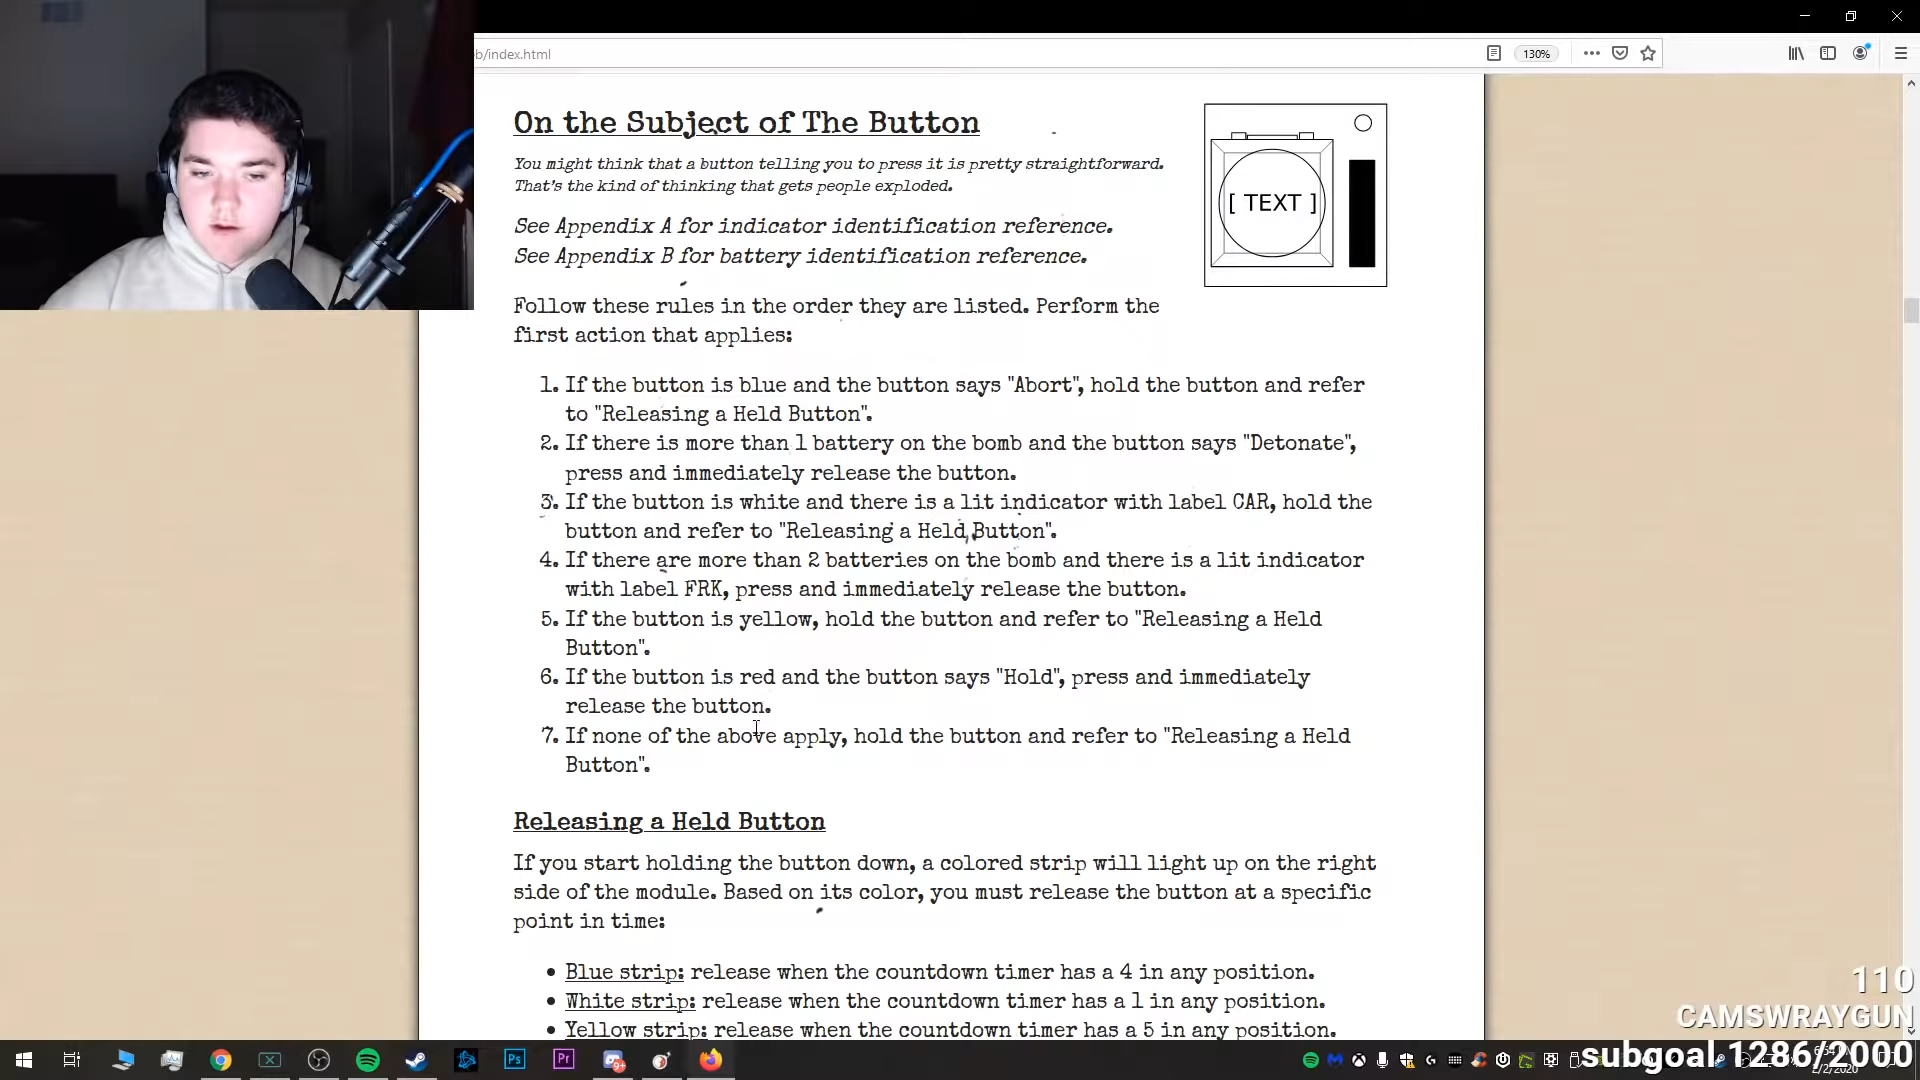 b/index.html
130%
On the Subject of The Button
You might think that a button telling you to press it is pretty straightforward.
That's the kind of thinking that gets people exploded.
[ TEXT ]
See Appendix A for indicator identification reference.
See Appendix B for battery identification reference.
Follow these rules in the order they are listed. Perform the
first action that applies:
1. If the button is blue and the button says "Abort", hold the button and refer
to "Releasing a Held Button".
2. If there is more than 1 battery on the bomb and the button says "Detonate",
press and immediately release the button.
3. If the button is white and there is a lit indicator with label CAR, hold the
button and refer to "Releasing a Held Button".
4. If there are more than 2 batteries on the bomb and there is a lit indicator
with label FRK, press and immediately release the button.
5. If the button is yellow, hold the button and refer to "Releasing a Held
Button".
6. If the button is red and the button says "Hold", press and immediately
release the button.
7. If none of the above apply, hold the button and refer to "Releasing a Held
Button".
Releasing a Held Button
If you start holding the button down, a colored strip will light up on the right
side of the module. Based on its color, you must release the button at a specific
point in time:
• Blue strip: release when the countdown timer has a 4 in any position.
• White strip: release when the countdown timer has a 1 in any position.
• Yellow strip: release when the countdown timer has a 5 in any position.
110
CAMSWRAYGUN
subgoal 1286/2000
Ps
Pr
2/2/2020